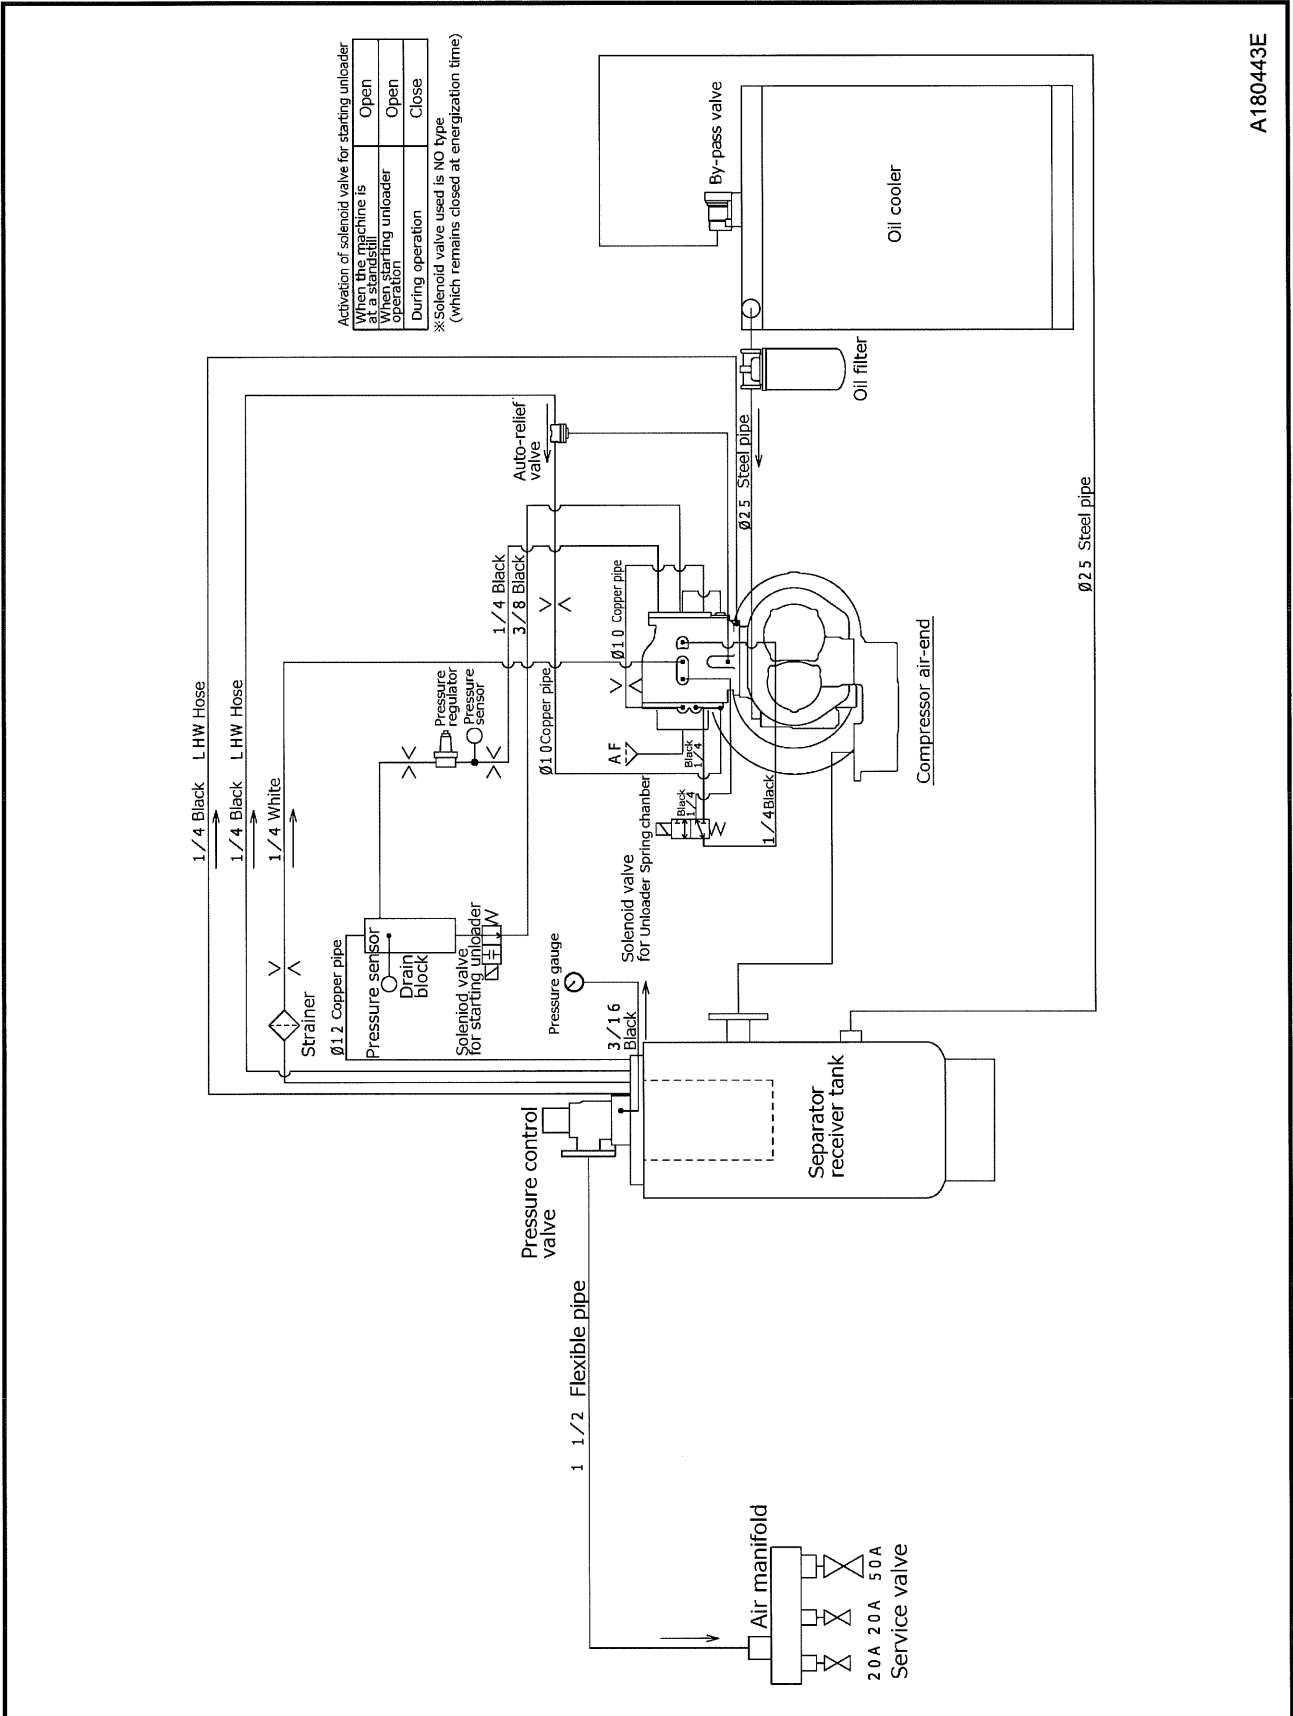 Activation of solenoid valve for starting unloader
When the machine is
at a standstill
Open
When starting unloader
operation
Open
During operation
Close
※Solenoid valve used is NO type
(which remains closed at energization time)
A180443E
1/4 Black LHW Hose
1/4 Black LHW Hose
1/4 White
Strainer
Ø12 Copper pipe
Pressure sensor
Drain
block
Soleniod valve
for starting unloader
Pressure
regulator
Pressure
sensor
1/4 Black
3/8 Black
Auto-relief
valve
Ø10Copper pipe
Ø10 Copper pipe
AF
Black
1/4
Black
1/4
1/4Black
Solenoid valve
for Unloader Spring chanber
Pressure gauge
3/16
Black
Pressure control
valve
Separator
receiver tank
Compressor air-end
Ø25 Steel pipe
Oil filter
By-pass valve
Oil cooler
Ø25 Steel pipe
1 1/2 Flexible pipe
Air manifold
20A 20A 50A
Service valve